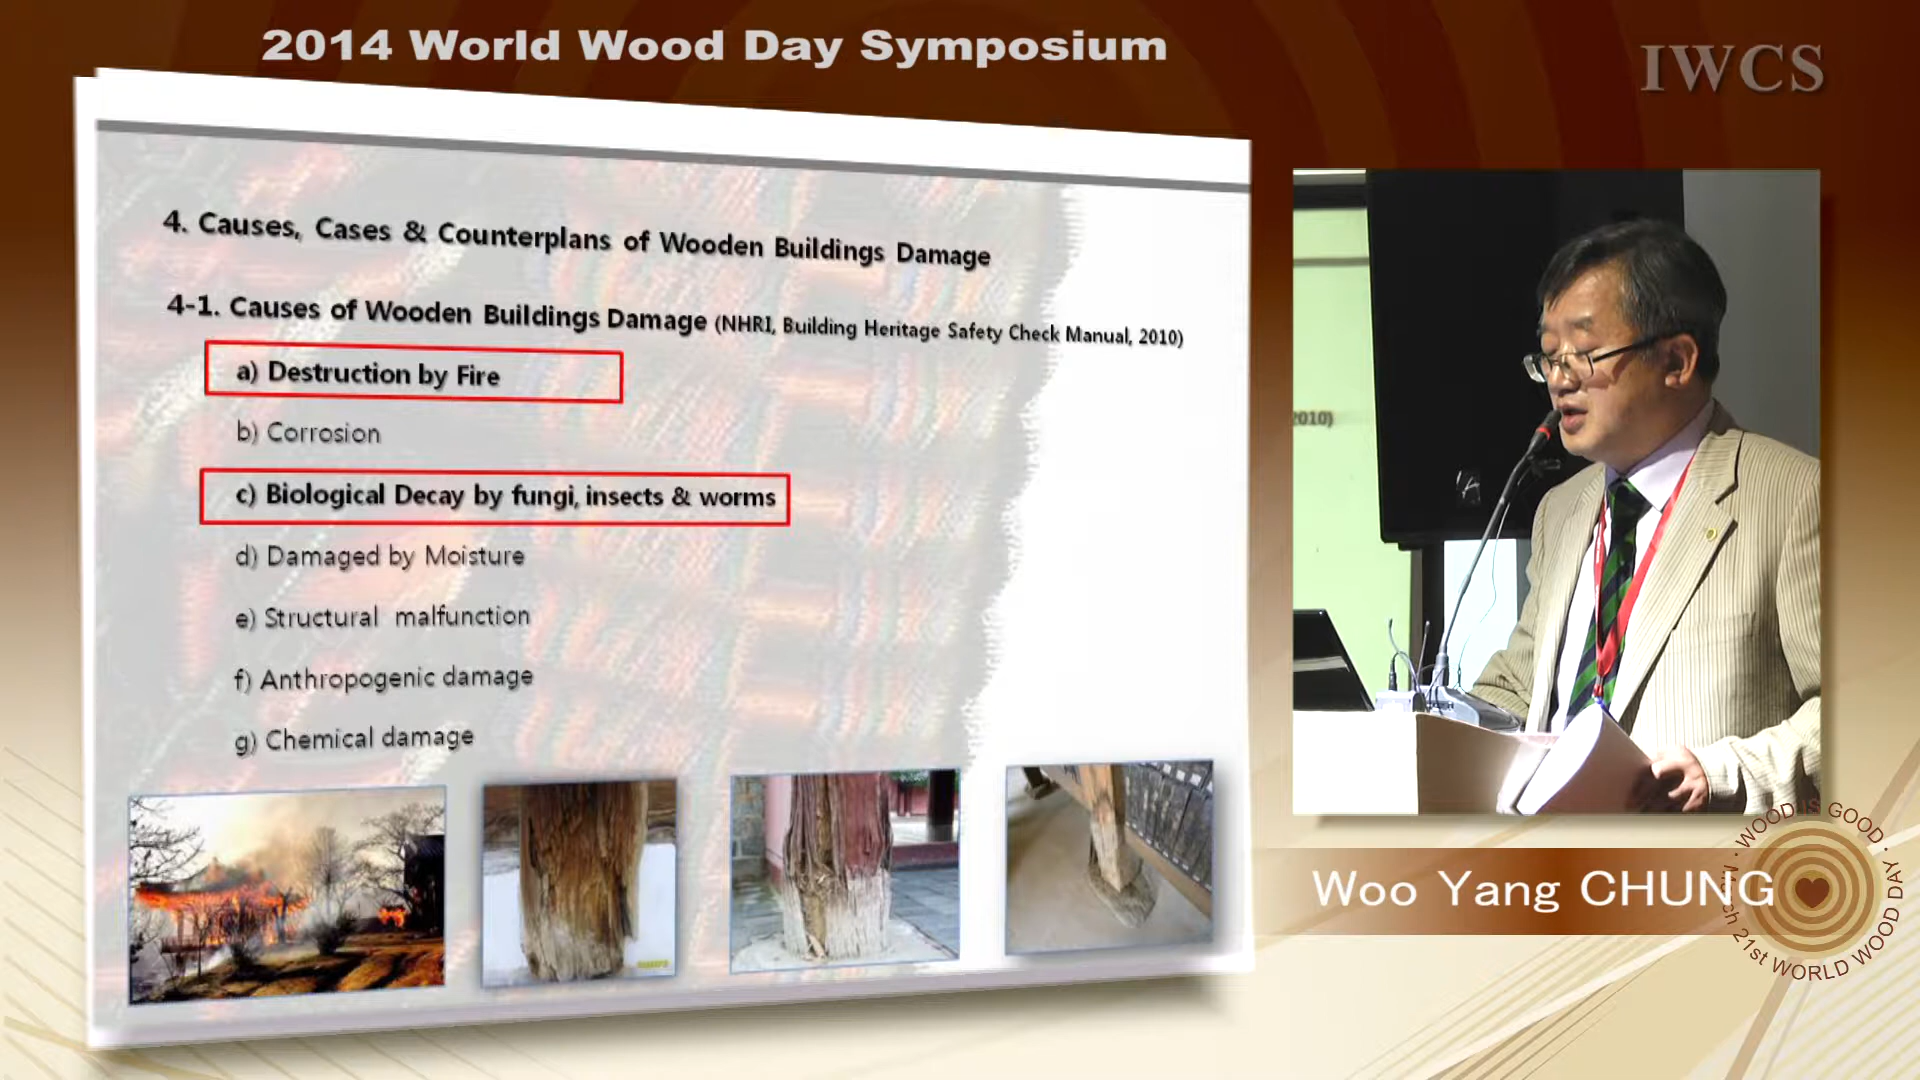 2014 World Wood Day Symposium
IWCS
4. Causes, Cases & Counterplans of Wooden Buildings Damage
4-1. Causes of Wooden Buildings Damage (NHRI, Building Heritage Safety Check Manual, 2010)
a) Destruction by Fire
b) Corrosion
c) Biological Decay by fungi, insects & worms
d) Damaged by Moisture
e) Structural malfunction
f) Anthropogenic damage
g) Chemical damage
2010)
Woo Yang CHUNG
· WOOD IS GOOD · March 21st WORLD WOOD DAY